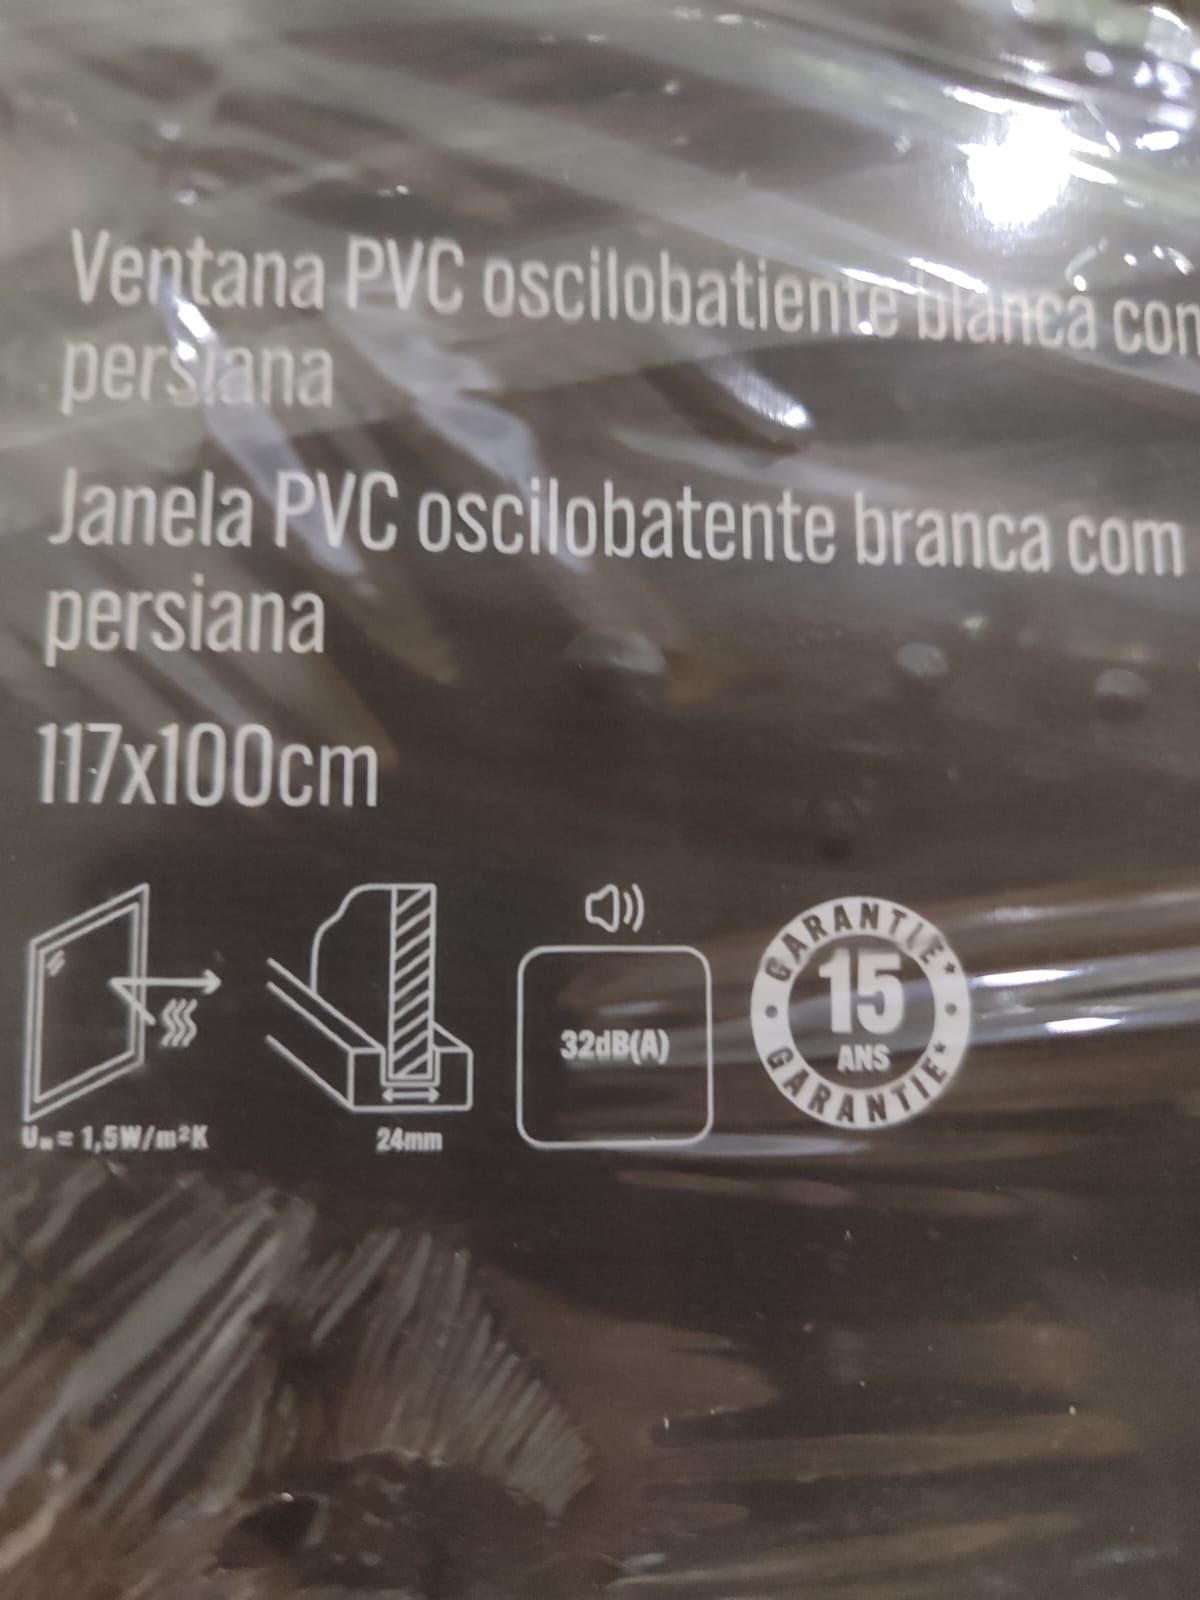 Ventana PVC oscilobatiente blanca con
persiana
Janela PVC oscilobatente branca com
persiana
117x100cm
Uw= 1,5W/m²K
24mm
32dB(A)
GARANTIE
15
ANS
GARANTIE